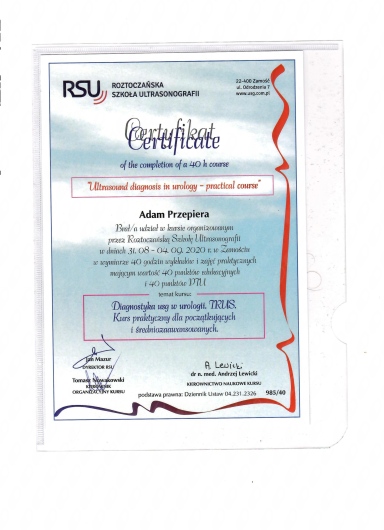 RSU ROZTOCZAŃSKA
SZKOŁA ULTRASONOGRAFII
22-400 Zamość
ul. Odrodzenia 7
www.usg.com.pl
Certyfikat
Certificate
of the completion of a 40 h course
"Ultrasound diagnosis in urology - practical course"
Adam Przepiera
Brał/a udział w kursie organizowanym
przez Roztoczańską Szkołę Ultrasonografii
w dniach 31. 08 - 04. 09. 2020 r. w Zamościu
w wymiarze 40 godzin wykładów i zajęć praktycznych
mającym wartość 40 punktów edukacyjnych
i 40 punktów PTU
temat kursu:
Diagnostyka usg w urologii. TRUS.
Kurs praktyczny dla początkujących
i średniozaawansowanych.
Jan Mazur
DYREKTOR RSU
Tomasz Nowakowski
KIEROWNIK
ORGANIZACYJNY KURSU
A. Lewicki
dr n. med. Andrzej Lewicki
KIEROWNICTWO NAUKOWE KURSU
podstawa prawna: Dziennik Ustaw 04.231.2326
985/40